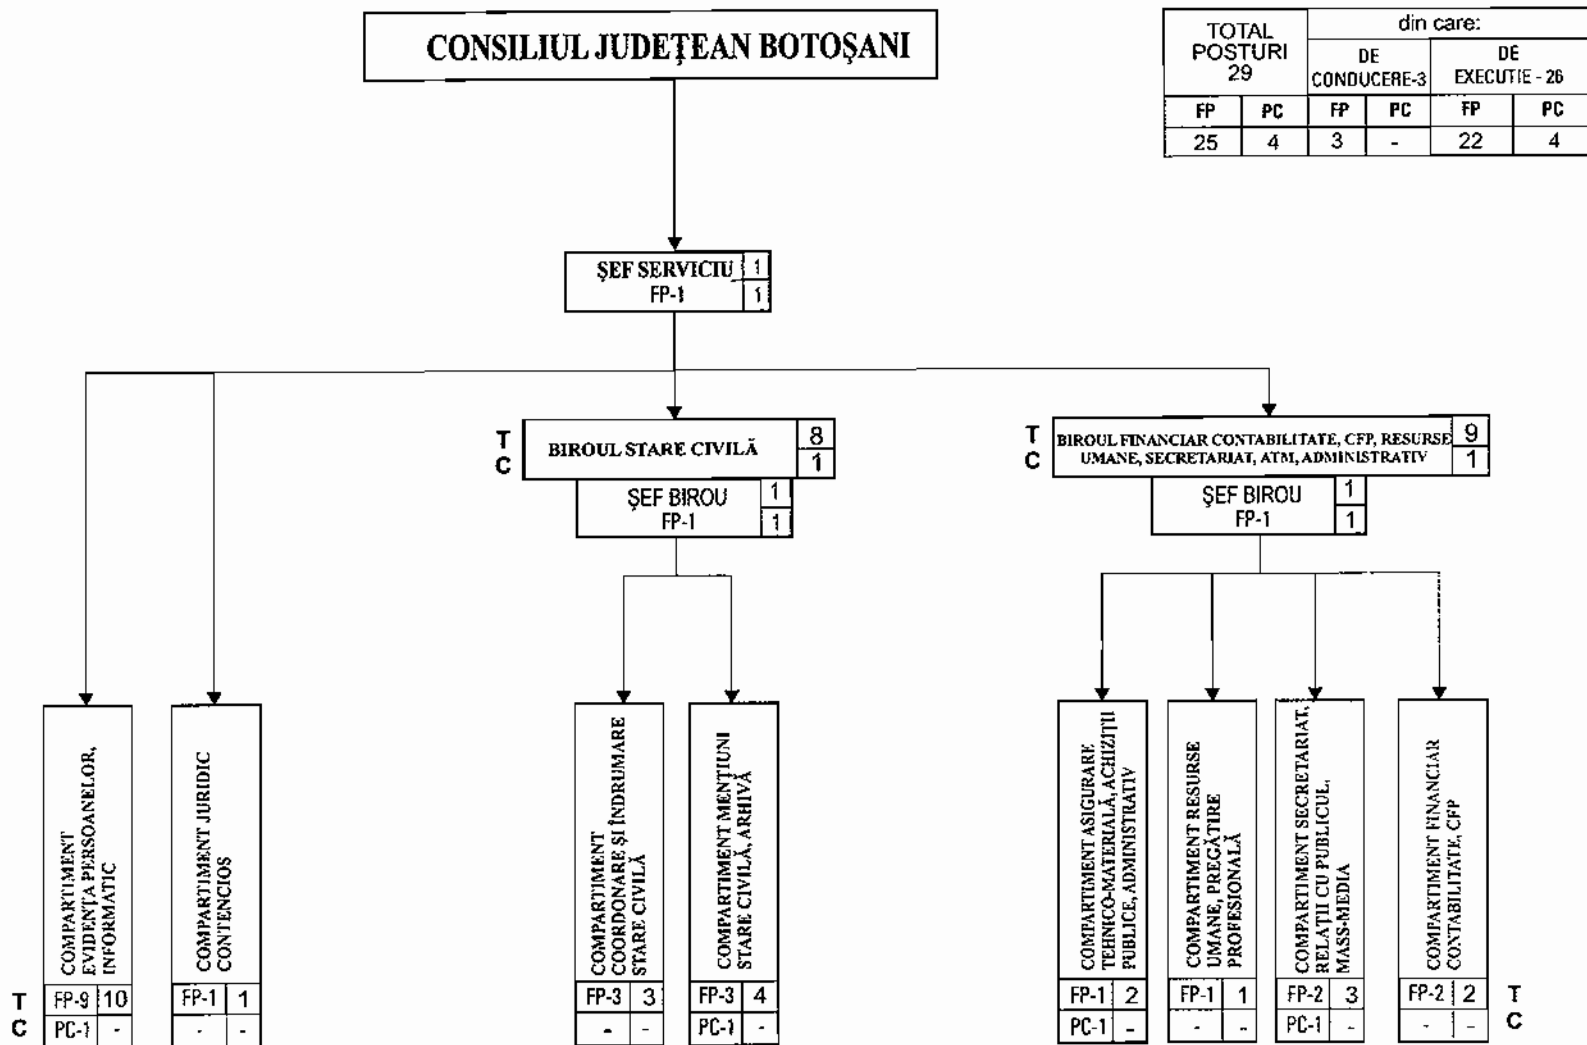 CONSILIUL JUDEȚEAN BOTOȘANI
TOTAL
POSTURI
29
din care:
DE
CONDUCERE-3
DE
EXECUTIE - 26
FP PC FP PC FP PC
25 4 3 - 22 4
ȘEF SERVICIU 1
FP-1 1
T BIROUL STARE CIVILĂ 8
C 1
ȘEF BIROU 1
FP-1 1
T BIROUL FINANCIAR CONTABILITATE, CFP, RESURSE 9
C UMANE, SECRETARIAT, ATM, ADMINISTRATIV 1
ȘEF BIROU 1
FP-1 1
COMPARTIMENT
EVIDENȚA PERSOANELOR,
INFORMATIC
COMPARTIMENT JURIDIC
CONTENCIOS
COMPARTIMENT
COORDONARE ȘI ÎNDRUMARE
STARE CIVILĂ
COMPARTIMENT MENȚIUNI
STARE CIVILĂ, ARHIVĂ
COMPARTIMENT ASIGURARE
TEHNICO-MATERIALĂ, ACHIZIȚII
PUBLICE, ADMINISTRATIV
COMPARTIMENT RESURSE
UMANE, PREGĂTIRE
PROFESIONALĂ
COMPARTIMENT SECRETARIAT,
RELAȚII CU PUBLICUL,
MASS-MEDIA
COMPARTIMENT FINANCIAR
CONTABILITATE, CFP
T FP-9 10 FP-1 1 FP-3 3 FP-3 4 FP-1 2 FP-1 1 FP-2 3 FP-2 2 T
C PC-1 - - - - - PC-1 - PC-1 - - - PC-1 - - - C